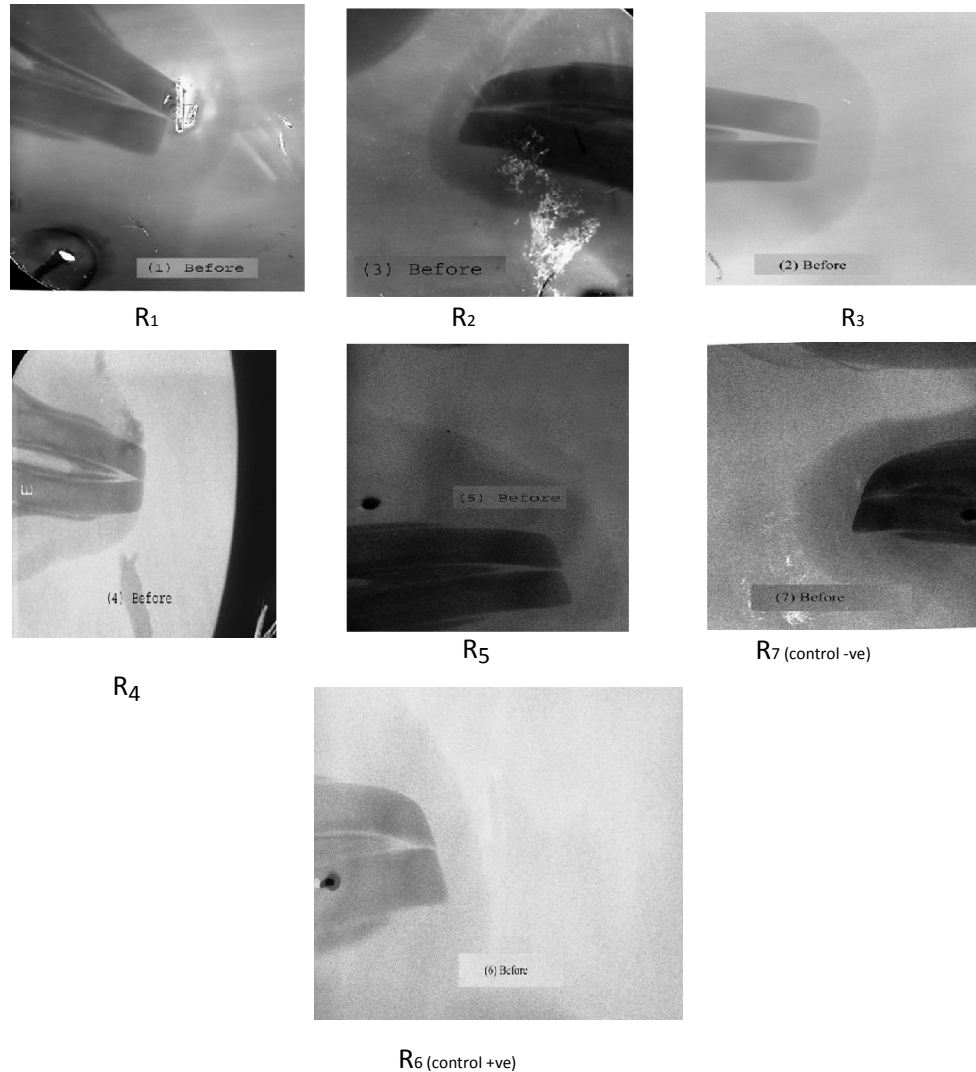 (1) Before
(3) Before
(2) Before
R1
R2
R3
E
(4) Before
(5) Before
(7) Before
R4
R5
R7 (control -ve)
(6) Before
R6 (control +ve)